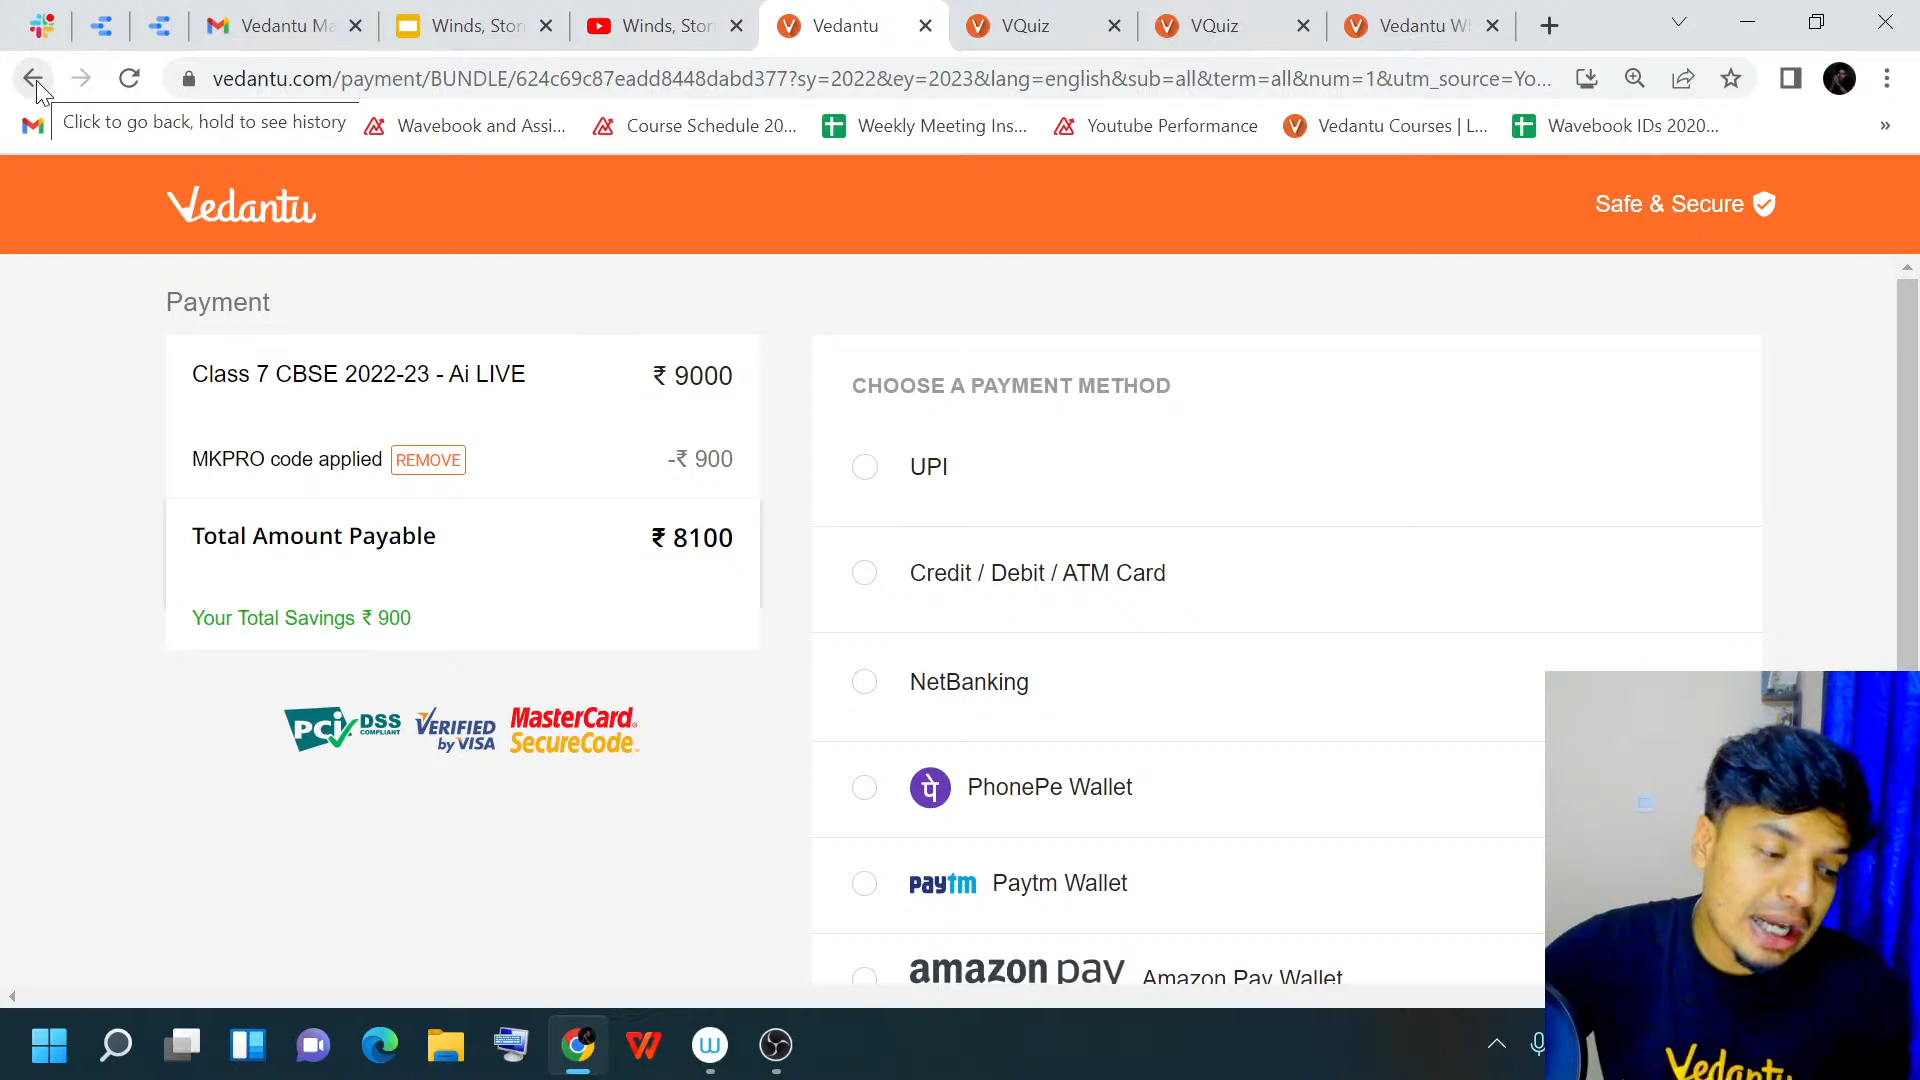 Vedantu Ma
Winds, Stor
Winds, Stor
Vedantu
VQuiz
VQuiz
Vedantu W
vedantu.com/payment/BUNDLE/624c69c87eadd8448dabd377?sy=2022&ey=2023&lang=english&sub=all&term=all&num=1&utm_source=Yo...
Click to go back, hold to see history
Wavebook and Assi...
Course Schedule 20...
Weekly Meeting Ins...
Youtube Performance
Vedantu Courses | L...
Wavebook IDs 2020...
»
Vedantu
Safe & Secure
Payment
Class 7 CBSE 2022-23 - Ai LIVE ₹ 9000
MKPRO code applied REMOVE -₹ 900
Total Amount Payable ₹ 8100
Your Total Savings ₹ 900
PCI DSS COMPLIANT
VERIFIED by VISA
MasterCard SecureCode
CHOOSE A PAYMENT METHOD
UPI
Credit / Debit / ATM Card
NetBanking
पे PhonePe Wallet
paytm Paytm Wallet
amazon pay Amazon Pay Wallet
Vedantu